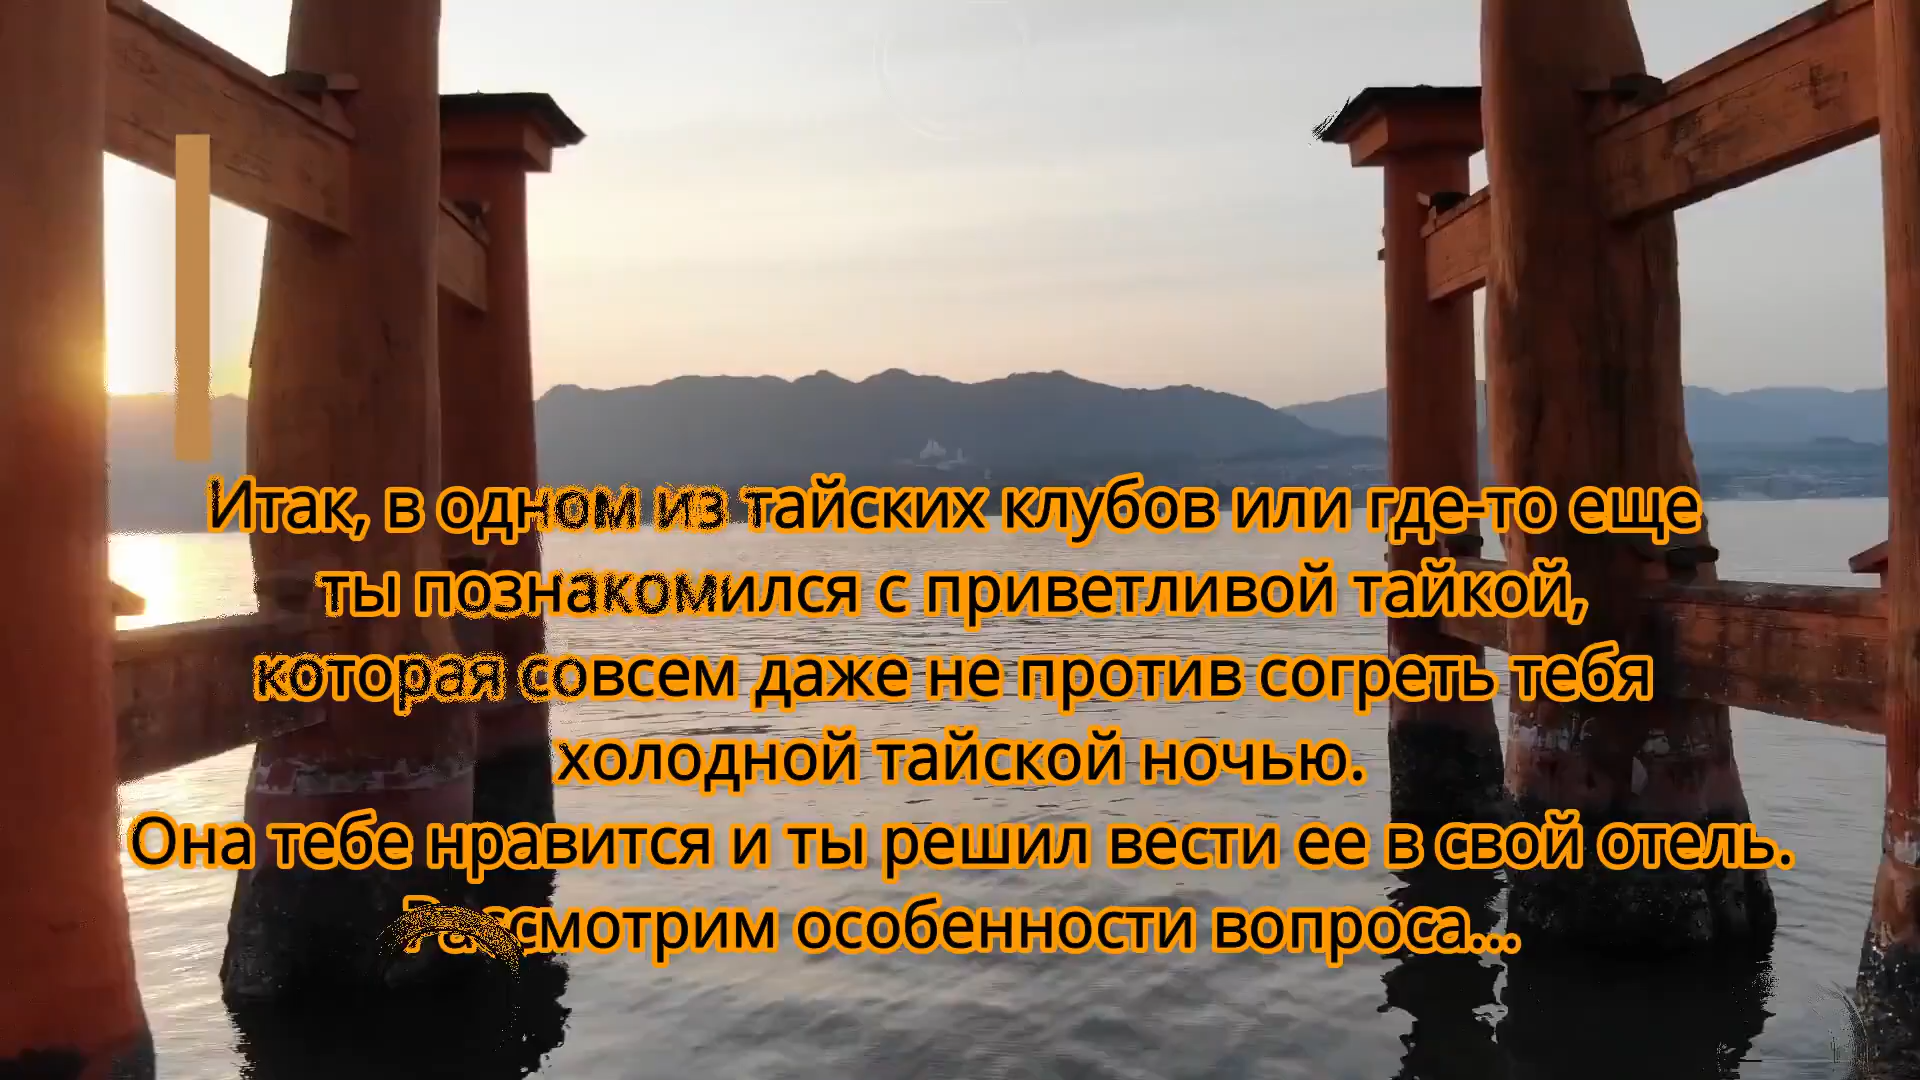 Итак, в одном из тайских клубов или где-то еще
ты познакомился с приветливой тайкой,
которая совсем даже не против согреть тебя
холодной тайской ночью.
Она тебе нравится и ты решил вести ее в свой отель.
Рассмотрим особенности вопроса...